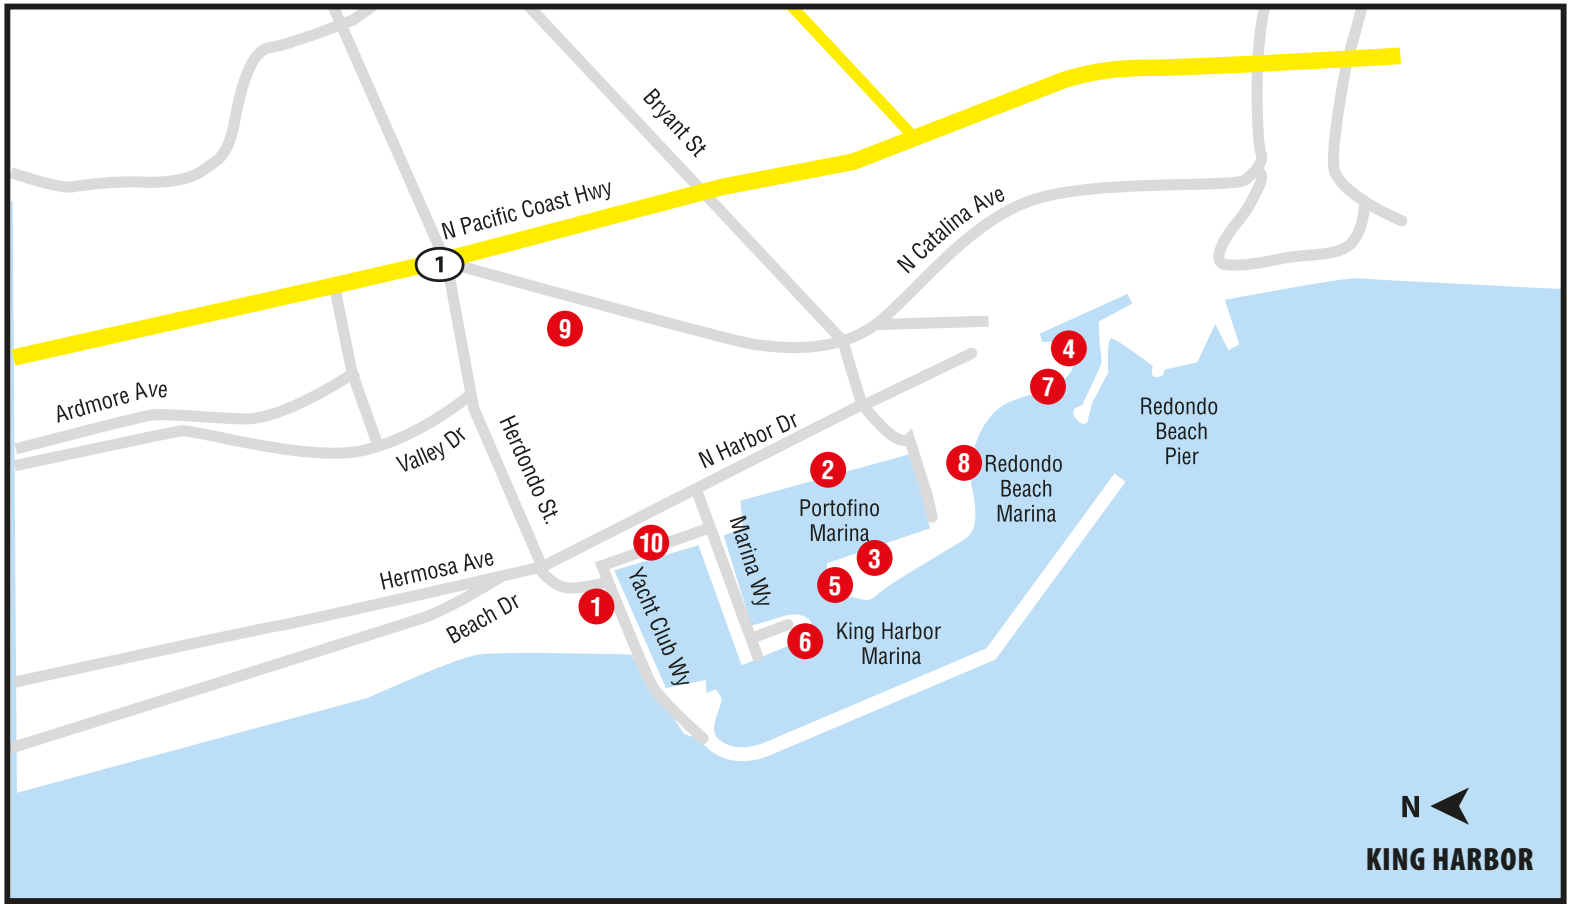 Bryant St
N Pacific Coast Hwy
N Catalina Ave
1
9
4
7
Ardmore Ave
Valley Dr
Herdondo St.
N Harbor Dr
Redondo
Beach
Pier
2
8
Redondo
Beach
Marina
Portofino
Marina
Marina Wy
10
3
5
Hermosa Ave
Beach Dr
1
Yacht Club Wy
6
King Harbor
Marina
N
KING HARBOR